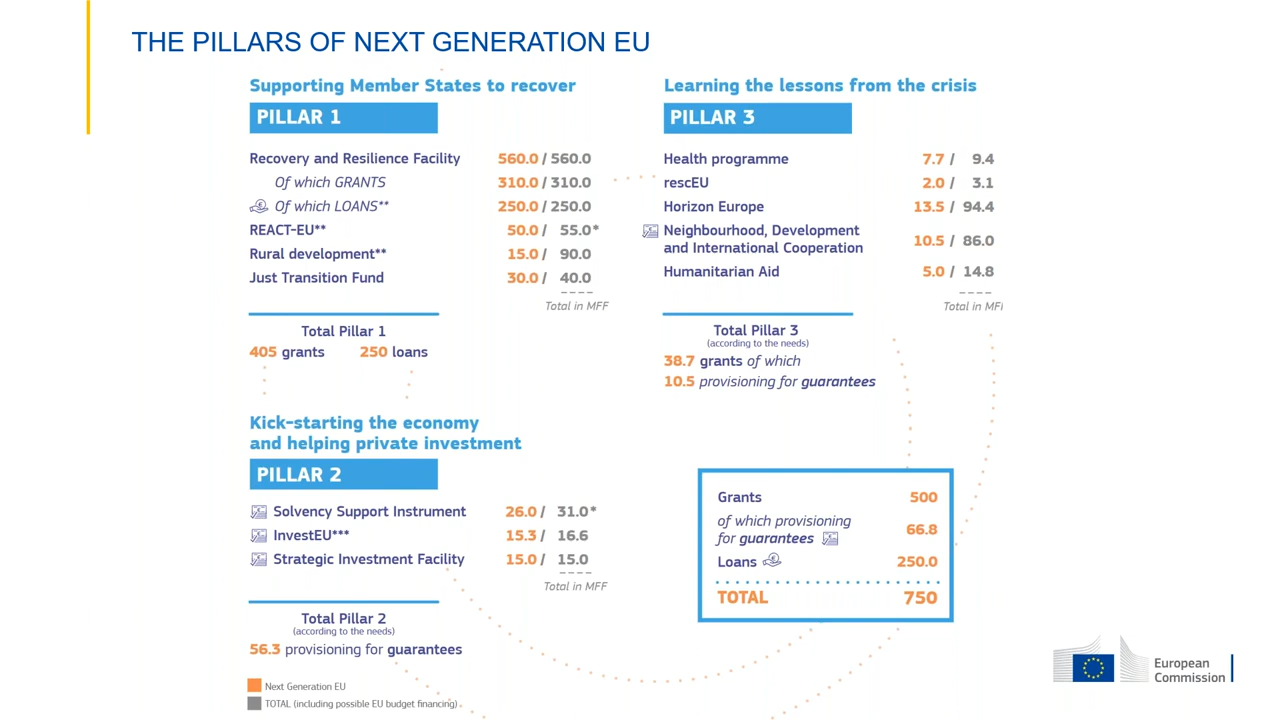 THE PILLARS OF NEXT GENERATION EU
Supporting Member States to recover
PILLAR 1
Recovery and Resilience Facility 560.0 / 560.0
Of which GRANTS 310.0 / 310.0
Of which LOANS** 250.0 / 250.0
REACT-EU** 50.0 / 55.0*
Rural development** 15.0 / 90.0
Just Transition Fund 30.0 / 40.0
Total in MFF
Total Pillar 1
405 grants 250 loans
Kick-starting the economy
and helping private investment
PILLAR 2
Solvency Support Instrument 26.0 / 31.0*
InvestEU*** 15.3 / 16.6
Strategic Investment Facility 15.0 / 15.0
Total in MFF
Total Pillar 2
(according to the needs)
56.3 provisioning for guarantees
Next Generation EU
TOTAL (including possible EU budget financing)
Learning the lessons from the crisis
PILLAR 3
Health programme 7.7 / 9.4
rescEU 2.0 / 3.1
Horizon Europe 13.5 / 94.4
Neighbourhood, Development
and International Cooperation 10.5 / 86.0
Humanitarian Aid 5.0 / 14.8
Total in MF
Total Pillar 3
(according to the needs)
38.7 grants of which
10.5 provisioning for guarantees
Grants 500
of which provisioning
for guarantees 66.8
Loans 250.0
TOTAL 750
European
Commission